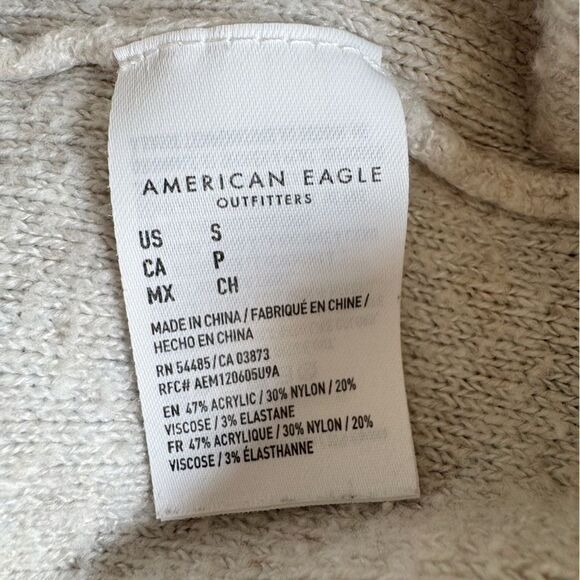 AMERICAN EAGLE
OUTFITTERS
US S
CA P
MX CH
MADE IN CHINA / FABRIQUÉ EN CHINE /
HECHO EN CHINA
RN 54485 / CA 03873
RFC# AEM120605U9A
EN 47% ACRYLIC / 30% NYLON / 20%
VISCOSE / 3% ELASTANE
FR 47% ACRYLIQUE / 30% NYLON / 20%
VISCOSE / 3% ÉLASTHANNE